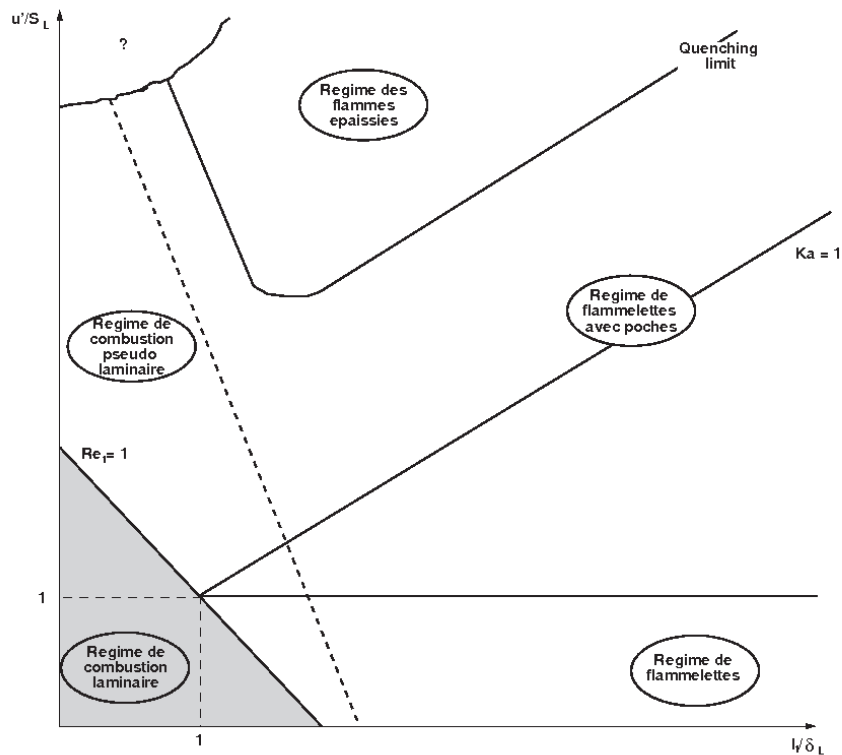 u'/S L
?
Quenching
limit
Regime des
flammes
epaissies
Ka = 1
Regime de
flammelettes
avec poches
Regime de
combustion
pseudo
laminaire
Re t = 1
1
Regime de
combustion
laminaire
Regime de
flammelettes
1
l t /δ L